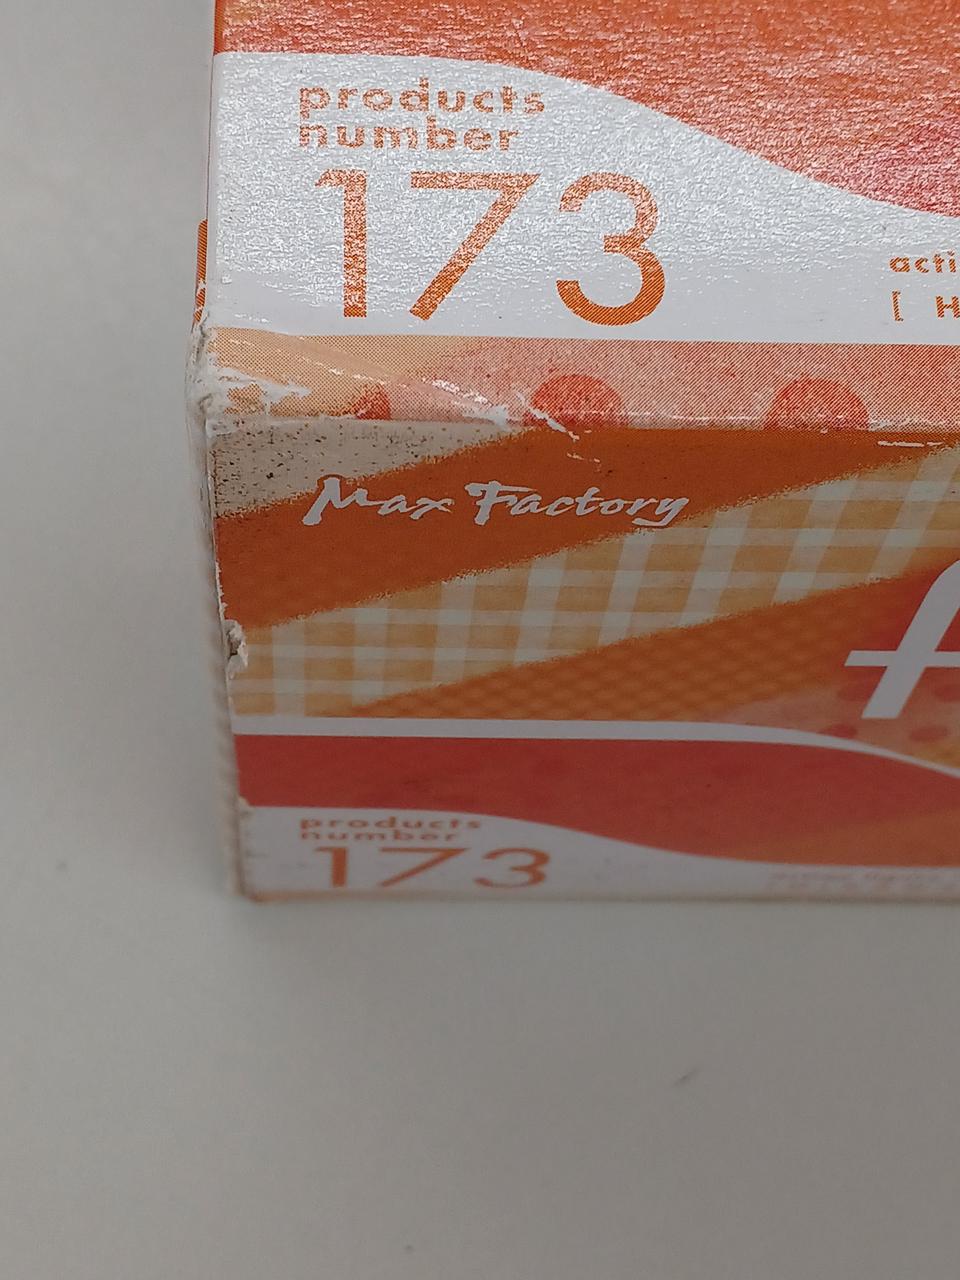 products
number
173
acti
[ H
Max Factory
f
products
number
173